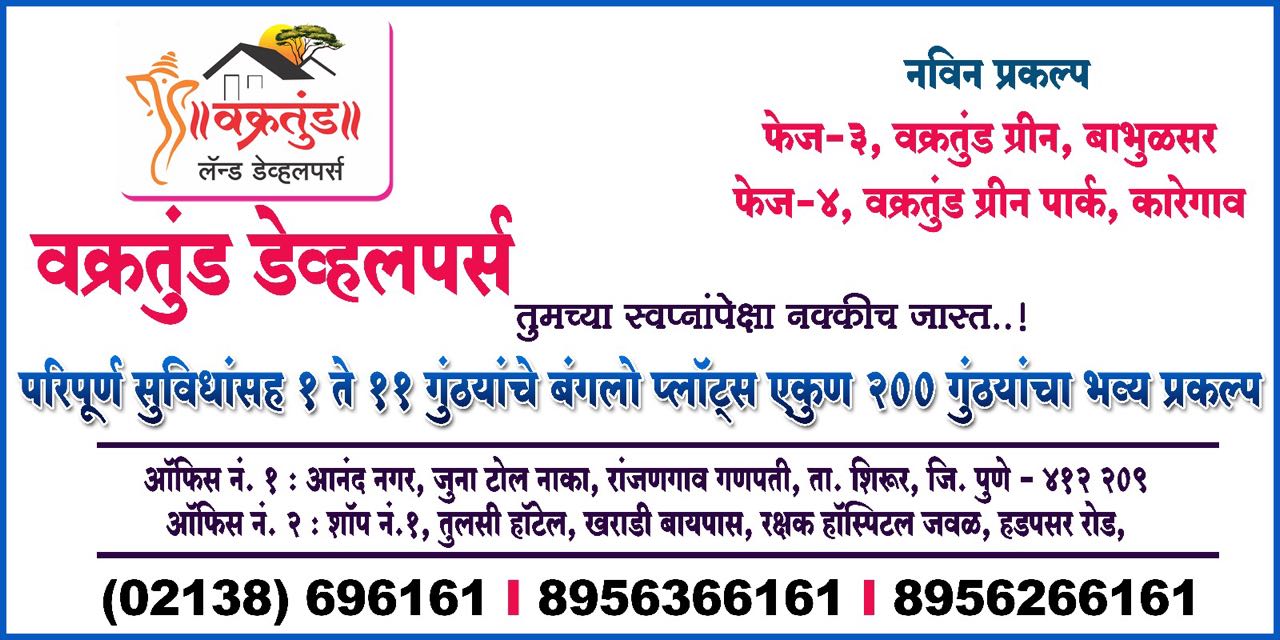 ॥वक्रतुंड॥
लॅन्ड डेव्हलपर्स
वक्रतुंड डेव्हलपर्स
नविन प्रकल्प
फेज-३, वक्रतुंड ग्रीन, बाभुळसर
फेज-४, वक्रतुंड ग्रीन पार्क, कारेगाव
तुमच्या स्वप्नांपेक्षा नक्कीच जास्त..!
परिपूर्ण सुविधांसह १ ते ११ गुंठयांचे बंगलो प्लॉट्स एकुण २०० गुंठयांचा भव्य प्रकल्प
ऑफिस नं. १ : आनंद नगर, जुना टोल नाका, रांजणगाव गणपती, ता. शिरूर, जि. पुणे - ४१२ २०९
ऑफिस नं. २ : शॉप नं.१, तुलसी हॉटेल, खराडी बायपास, रक्षक हॉस्पिटल जवळ, हडपसर रोड,
(02138) 696161 I 8956366161 I 8956266161